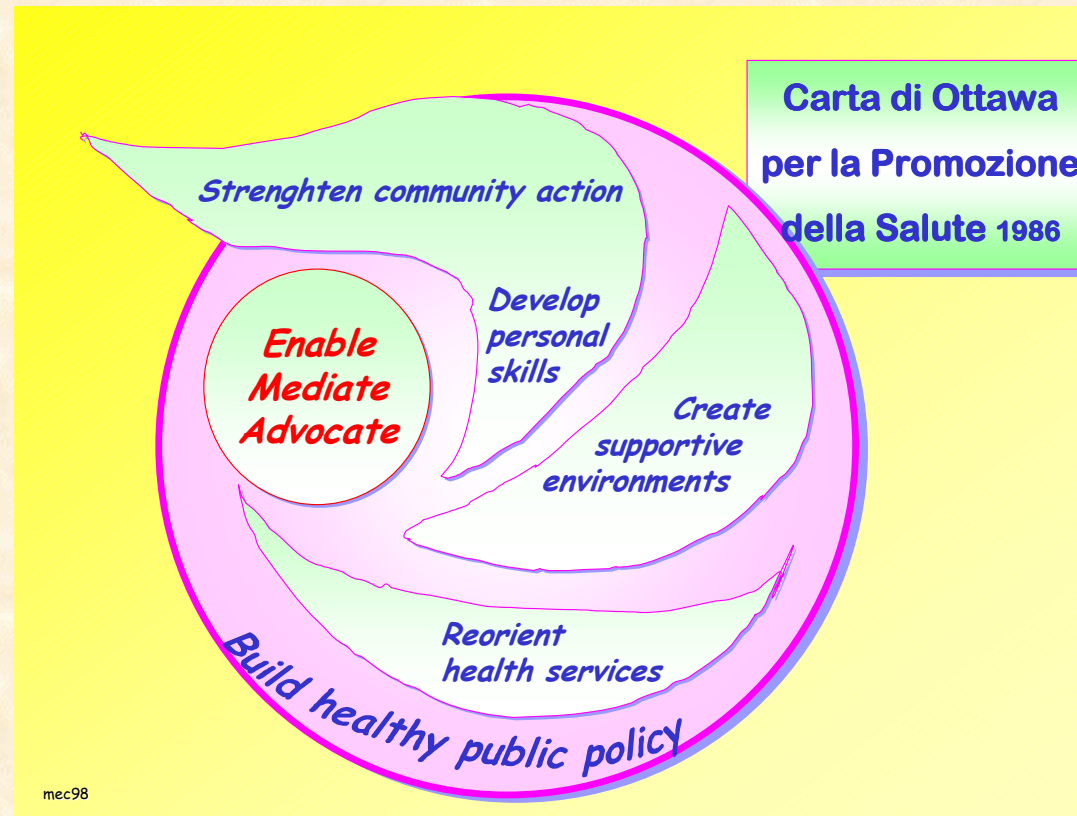 Carta di Ottawa
per la Promozione
della Salute 1986
Strenghten community action
Develop
personal
skills
Enable
Mediate
Advocate
Create
supportive
environments
Reorient
health services
Build healthy public policy
mec98